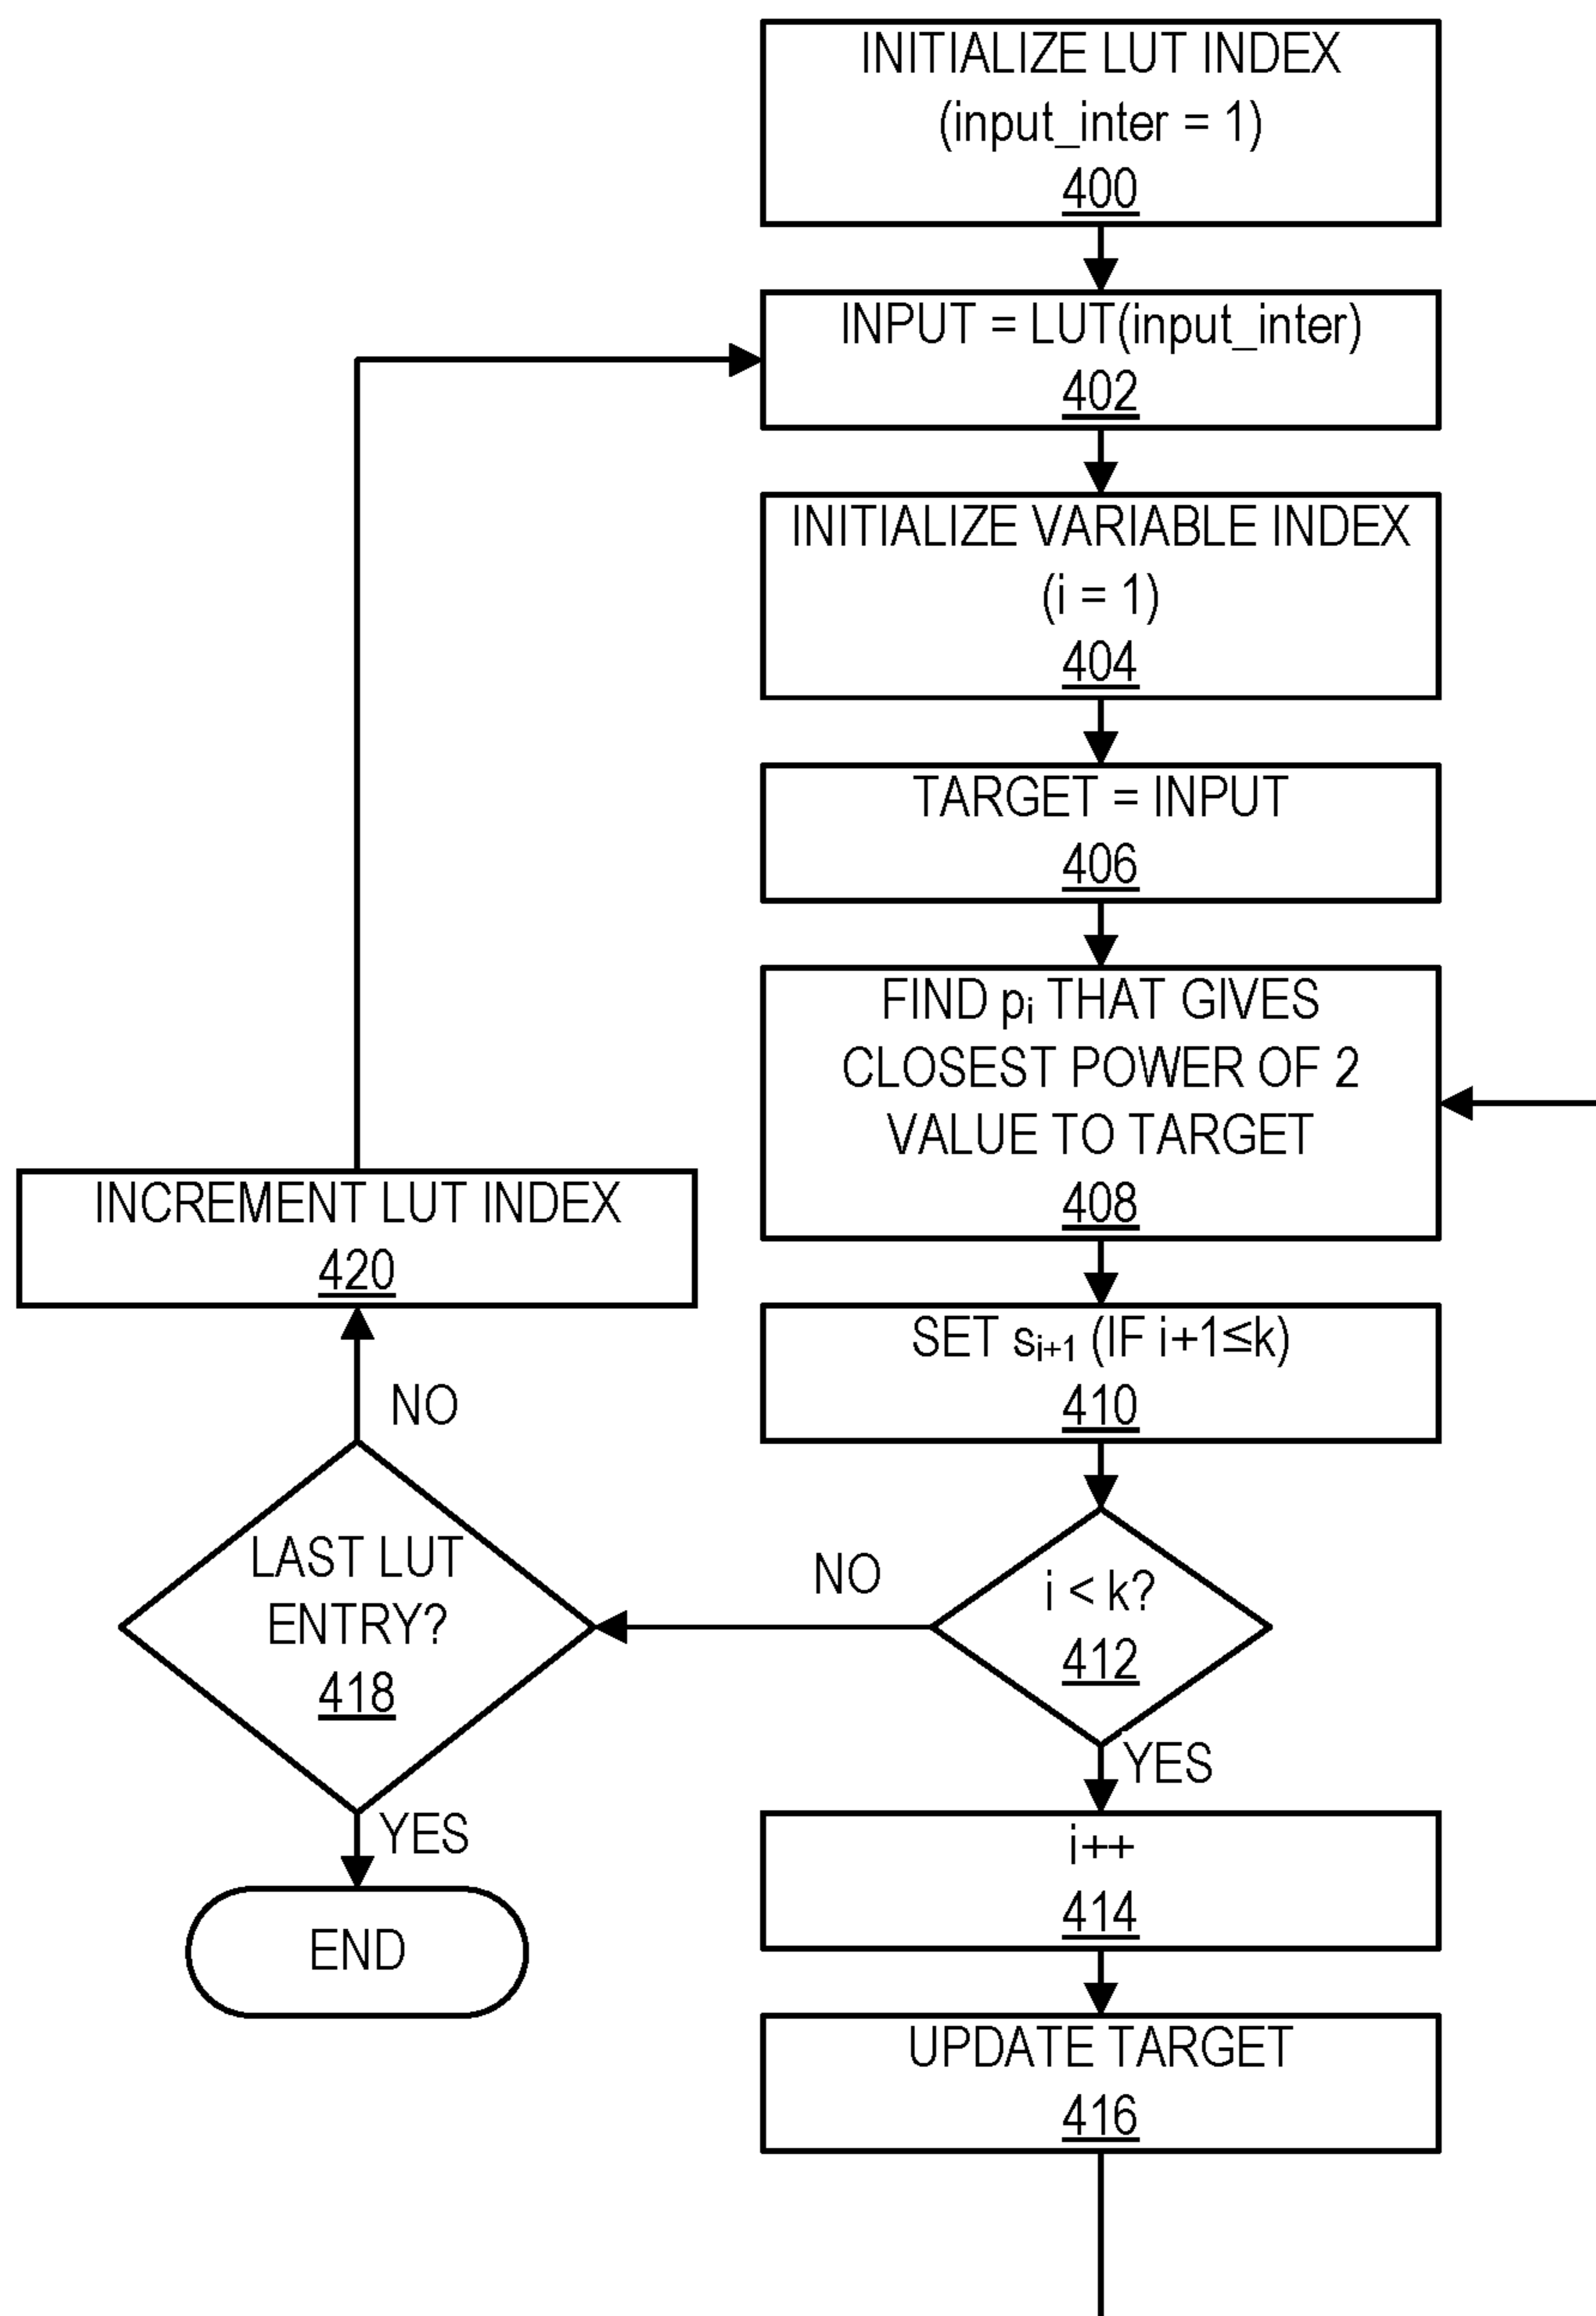 INITIALIZE LUT INDEX
(input_inter = 1)
400
INPUT = LUT(input_inter)
402
INITIALIZE VARIABLE INDEX
(i = 1)
404
TARGET = INPUT
406
FIND pi THAT GIVES
CLOSEST POWER OF 2
VALUE TO TARGET
408
SET si+1 (IF i+1≤k)
410
i < k?
412
YES
NO
i++
414
UPDATE TARGET
416
LAST LUT
ENTRY?
418
NO
YES
INCREMENT LUT INDEX
420
END